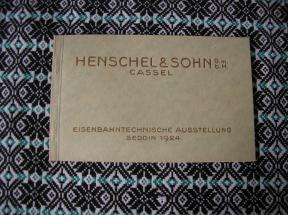 HENSCHEL & SOHN G.M.B.H.
CASSEL
EISENBAHNTECHNISCHE AUSSTELLUNG
SEDDIN 1924